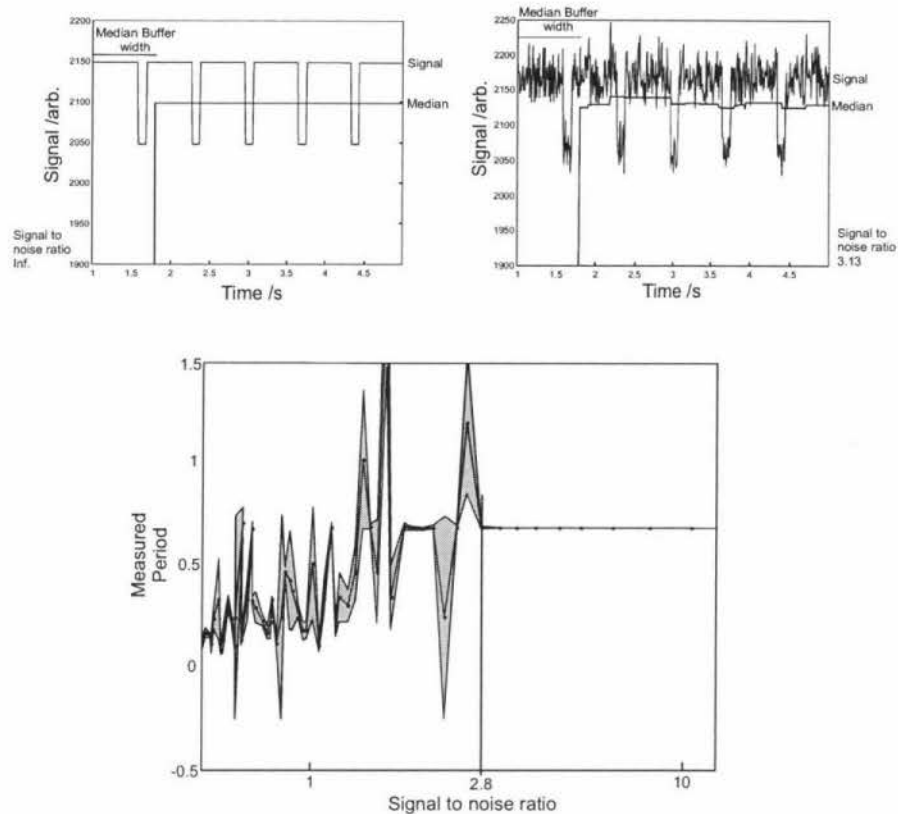 2200
Median Buffer
width
2150
Signal
2100
Median
2050
2000
1950
1900
Signal /arb.
Signal to
noise ratio
Inf.
1 1.5 2 2.5 3 3.5 4 4.5
Time /s
2250
Median Buffer
width
2200
Signal
2150
Median
2100
2050
2000
1950
1900
Signal /arb.
Signal to
noise ratio
3.13
1 1.5 2 2.5 3 3.5 4 4.5
Time /s
1.5
1
0.5
0
-0.5
Measured
Period
1 2.8 10
Signal to noise ratio